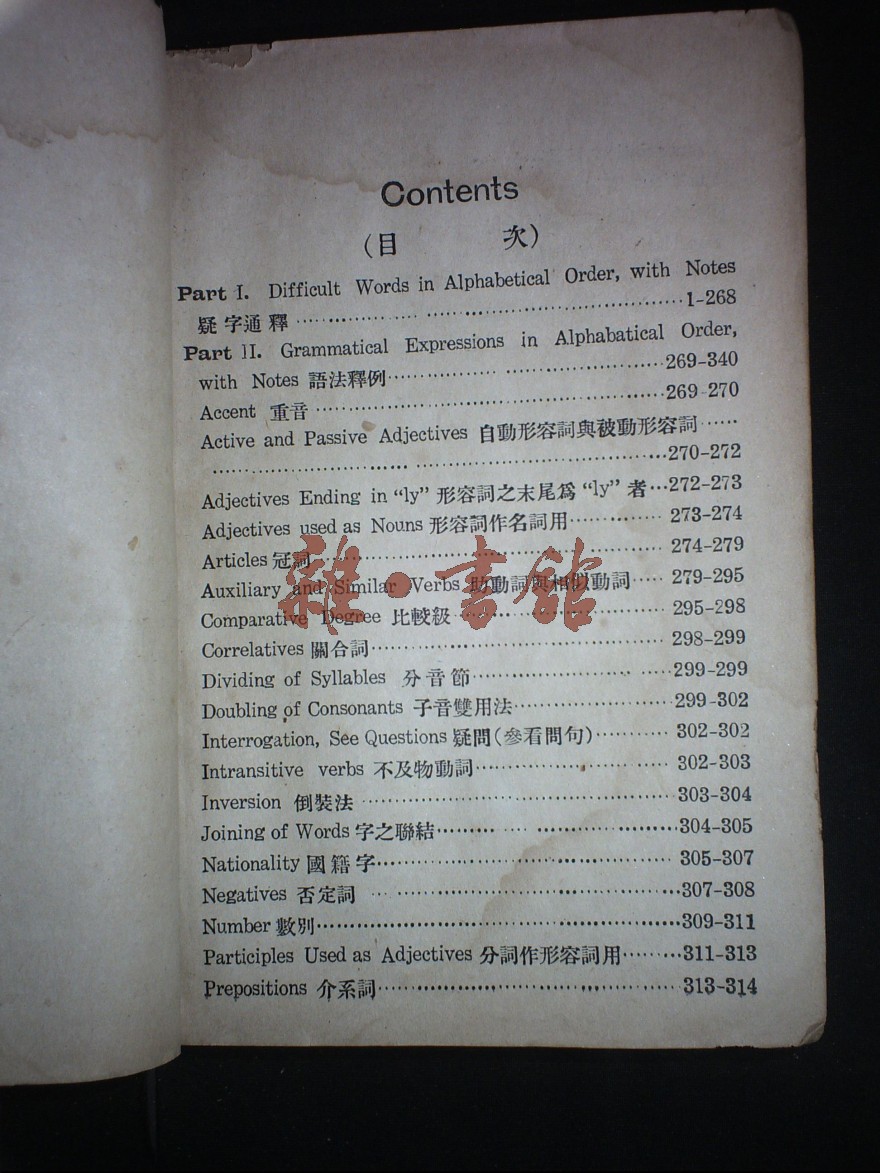 Contents
(目 次)
Part I. Difficult Words in Alphabetical Order, with Notes
疑字通釋 ........................ 1-268
Part II. Grammatical Expressions in Alphabatical Order,
with Notes 語法釋例 ........................ 269-340
Accent 重音 ........................ 269-270
Active and Passive Adjectives 自動形容詞與被動形容詞 ......
........................ 270-272
Adjectives Ending in “ly” 形容詞之末尾爲 “ly” 者...272-273
Adjectives used as Nouns 形容詞作名詞用 ............ 273-274
Articles 冠詞 ........................ 274-279
Auxiliary and Similar Verbs 助動詞與相似動詞 ..... 279-295
Comparative Degree 比較級 ........................ 295-298
Correlatives 關合詞 ........................ 298-299
Dividing of Syllables 分音節 ........................ 299-299
Doubling of Consonants 子音雙用法 .................. 299-302
Interrogation, See Questions 疑問(參看問句) ......... 302-302
Intransitive verbs 不及物動詞 ........................ 302-303
Inversion 倒裝法 ........................ 303-304
Joining of Words 字之聯結 ........................ 304-305
Nationality 國籍字 ........................ 305-307
Negatives 否定詞 ........................ 307-308
Number 數別 ........................ 309-311
Participles Used as Adjectives 分詞作形容詞用 ......... 311-313
Prepositions 介系詞 ........................ 313-314
雜·書館